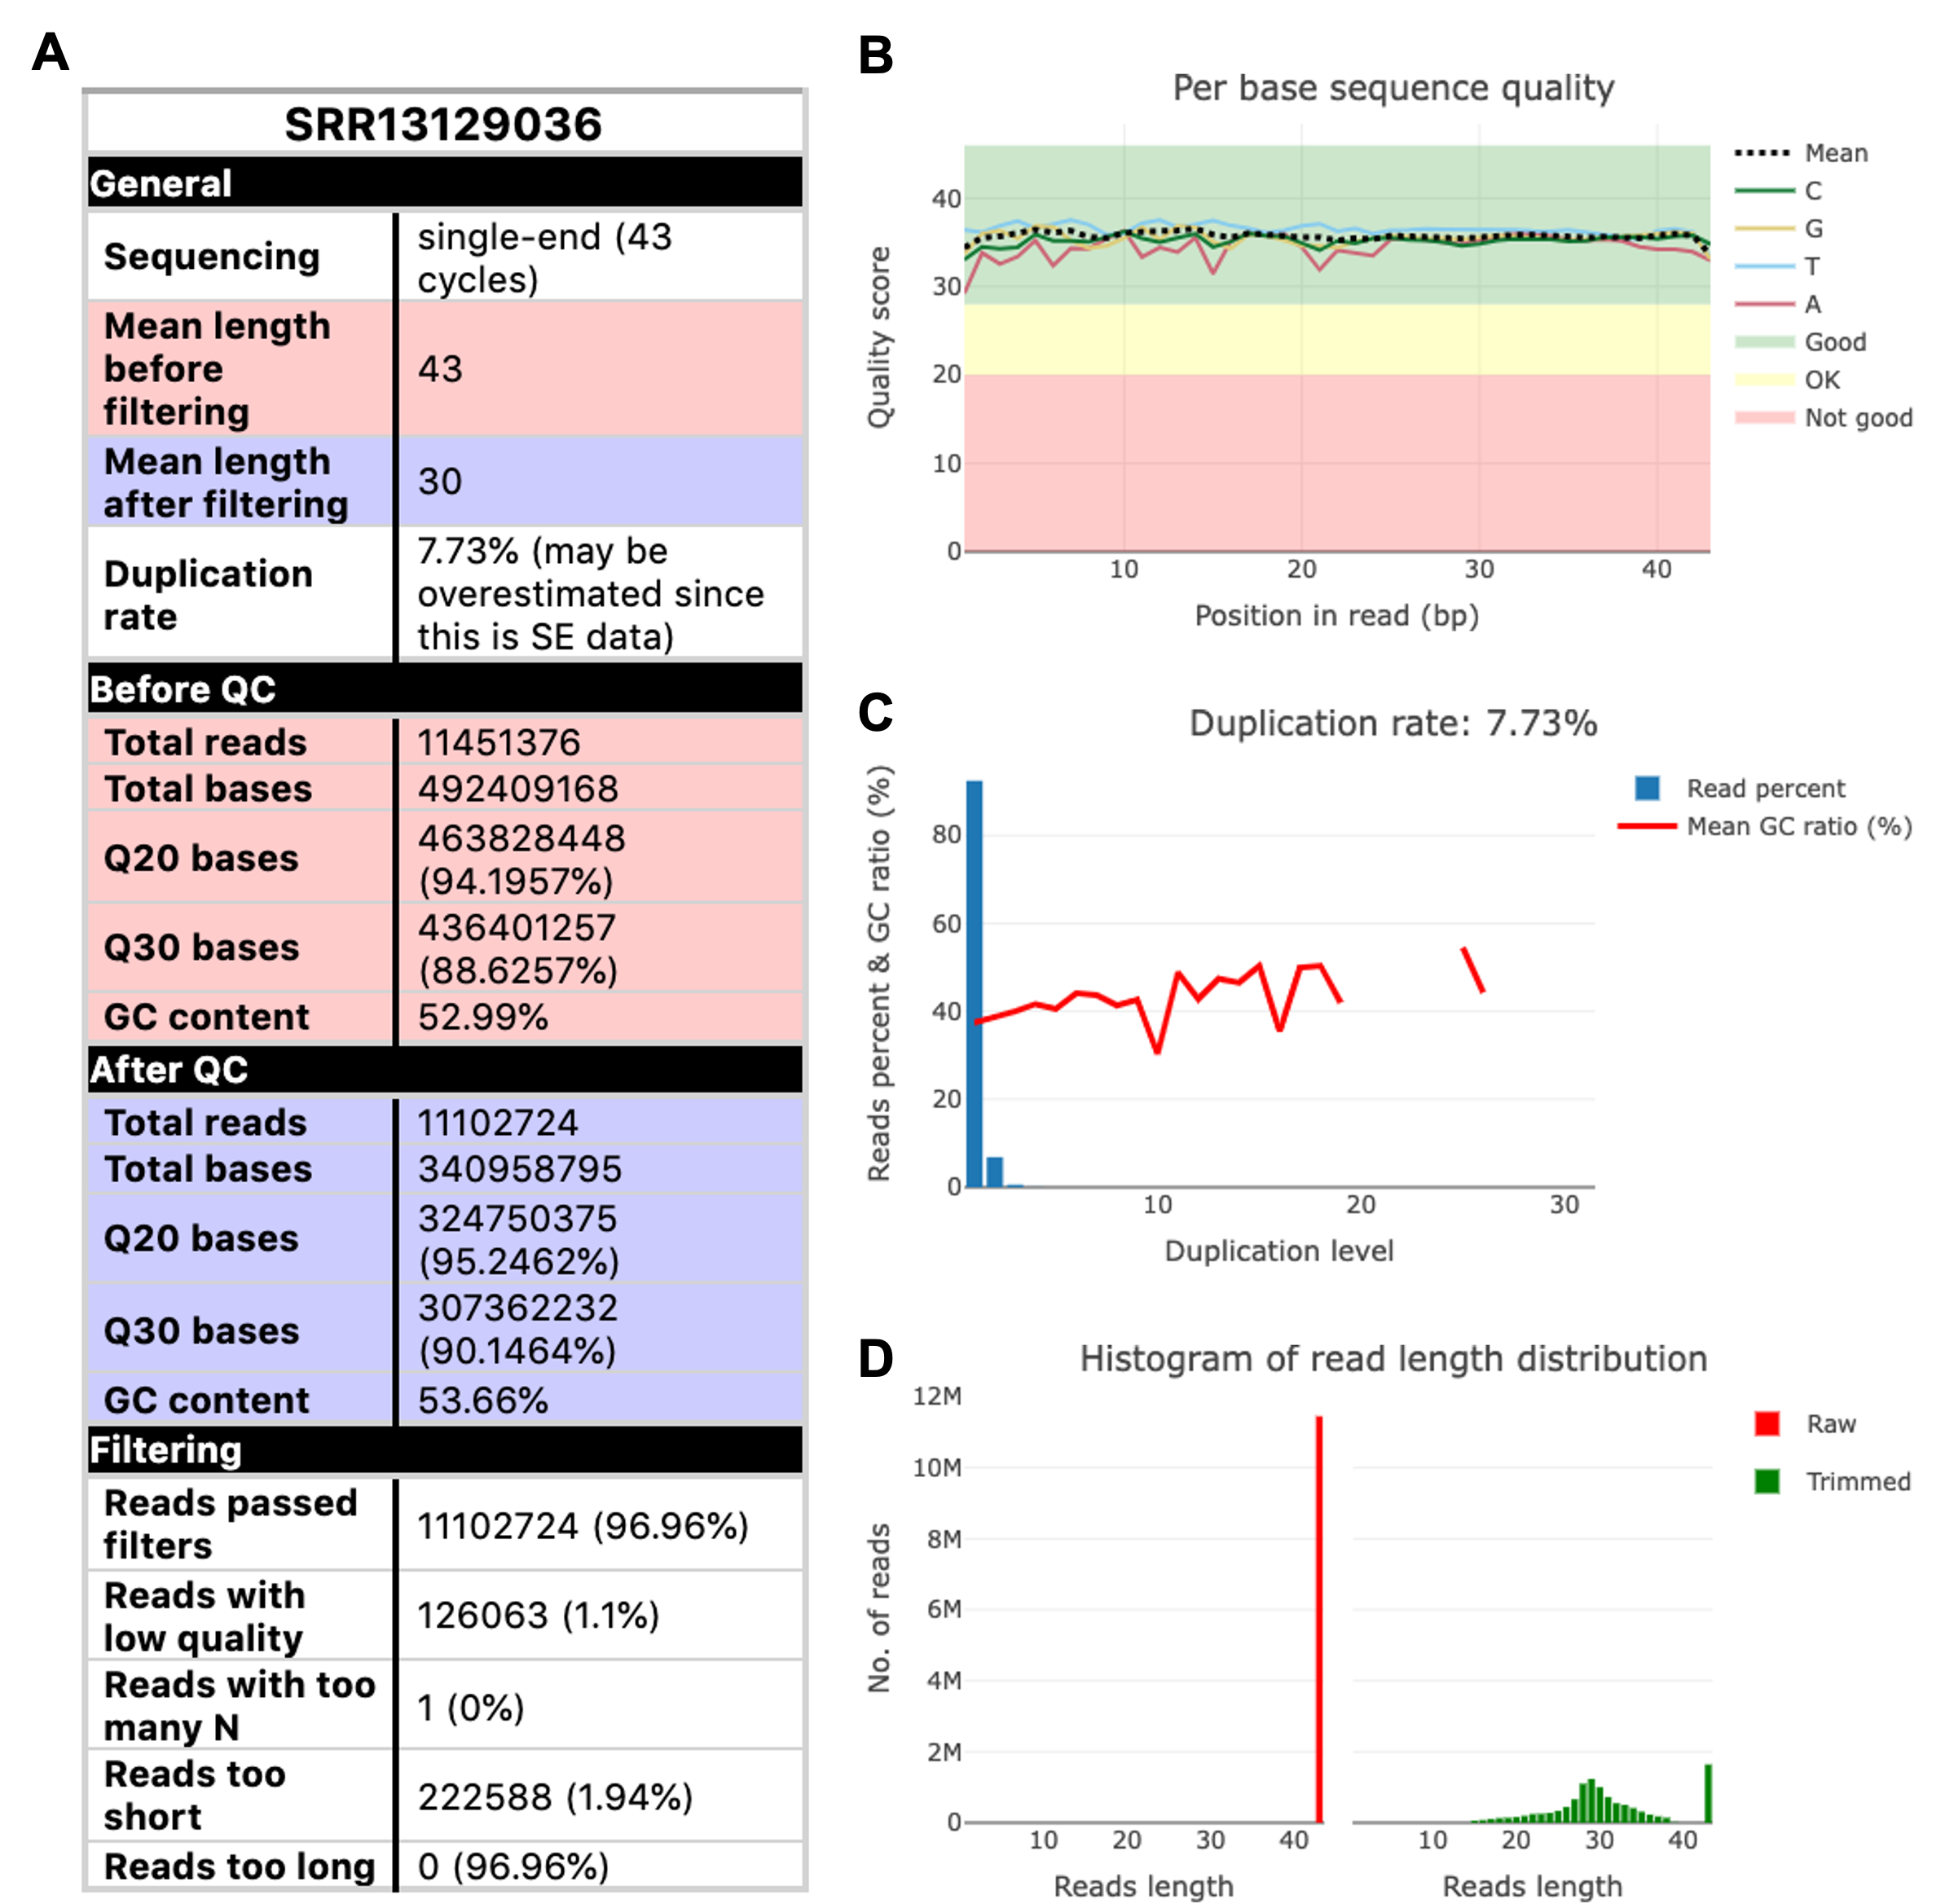 A
SRR13129036
General
Sequencing
single-end (43
cycles)
Mean length
before
filtering
43
Mean length
after filtering
30
Duplication
rate
7.73% (may be
overestimated since
this is SE data)
Before QC
Total reads
11451376
Total bases
492409168
Q20 bases
463828448
(94.1957%)
Q30 bases
436401257
(88.6257%)
GC content
52.99%
After QC
Total reads
11102724
Total bases
340958795
Q20 bases
324750375
(95.2462%)
Q30 bases
307362232
(90.1464%)
GC content
53.66%
Filtering
Reads passed
filters
11102724 (96.96%)
Reads with
low quality
126063 (1.1%)
Reads with too
many N
1 (0%)
Reads too
short
222588 (1.94%)
Reads too long
0 (96.96%)
B
Per base sequence quality
Quality score
40
30
20
10
0
10 20 30 40
Position in read (bp)
Mean
C
G
T
A
Good
OK
Not good
C
Duplication rate: 7.73%
Reads percent & GC ratio (%)
80
60
40
20
0
10 20 30
Duplication level
Read percent
Mean GC ratio (%)
D
Histogram of read length distribution
No. of reads
12M
10M
8M
6M
4M
2M
0
10 20 30 40
10 20 30 40
Reads length
Reads length
Raw
Trimmed